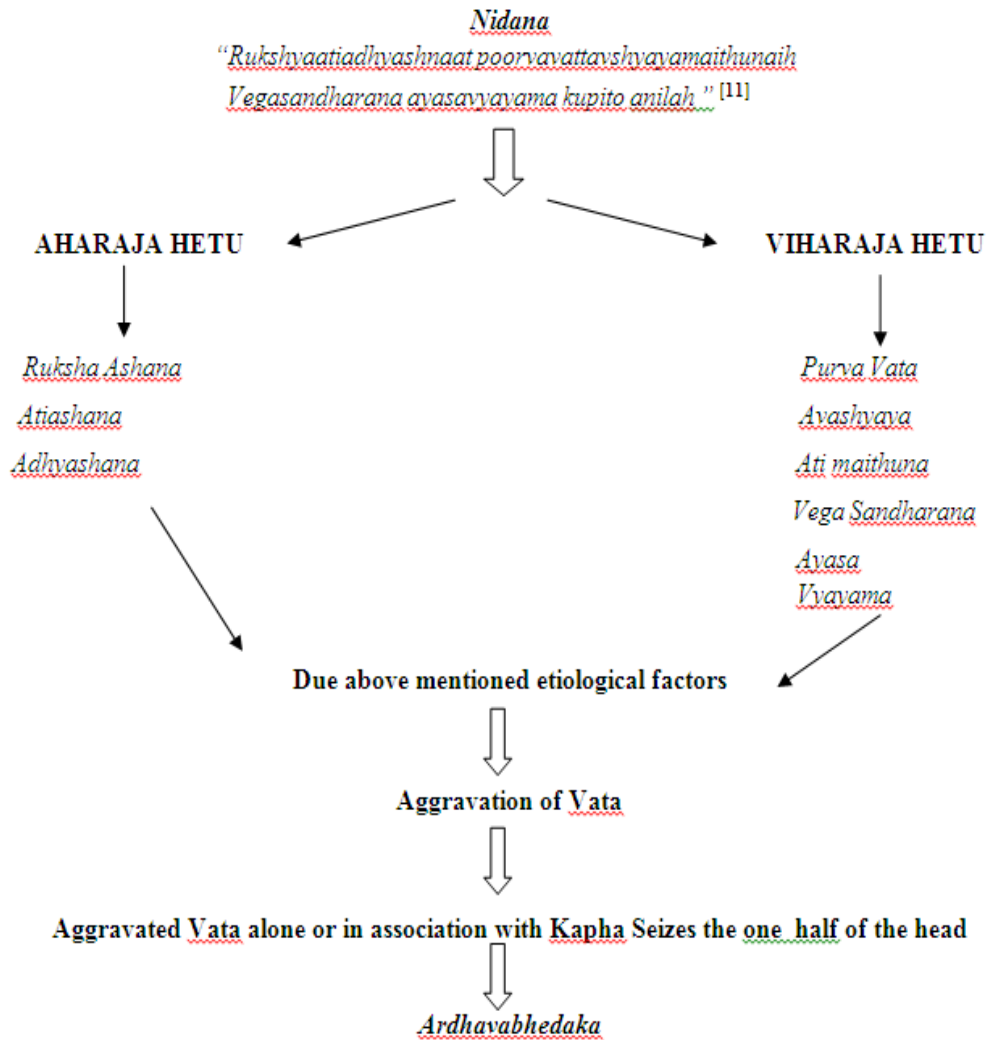 Nidana
“Rukshyaatiadhyashnaat poorvavattavshyayamaithunaih
Vegasandharana ayasavyayama kupito anilah ” [11]
AHARAJA HETU
VIHARAJA HETU
Ruksha Ashana
Atiashana
Adhyashana
Purva Vata
Avashyaya
Ati maithuna
Vega Sandharana
Ayasa
Vyayama
Due above mentioned etiological factors
Aggravation of Vata
Aggravated Vata alone or in association with Kapha Seizes the one half of the head
Ardhavabhedaka